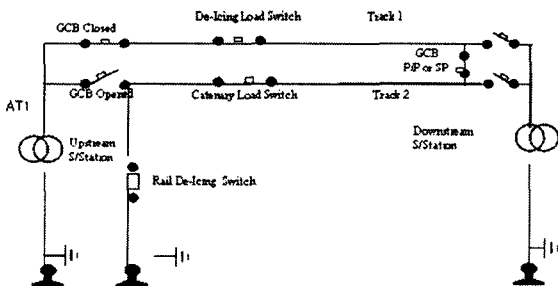 De-Icing Load Switch
Track 1
GCB Closed
GCB
P/P or SP
GCB Opened
Catenary Load Switch
Track 2
AT1
Upstream
S/Station
Downstream
S/Station
Rail De-Icing Switch